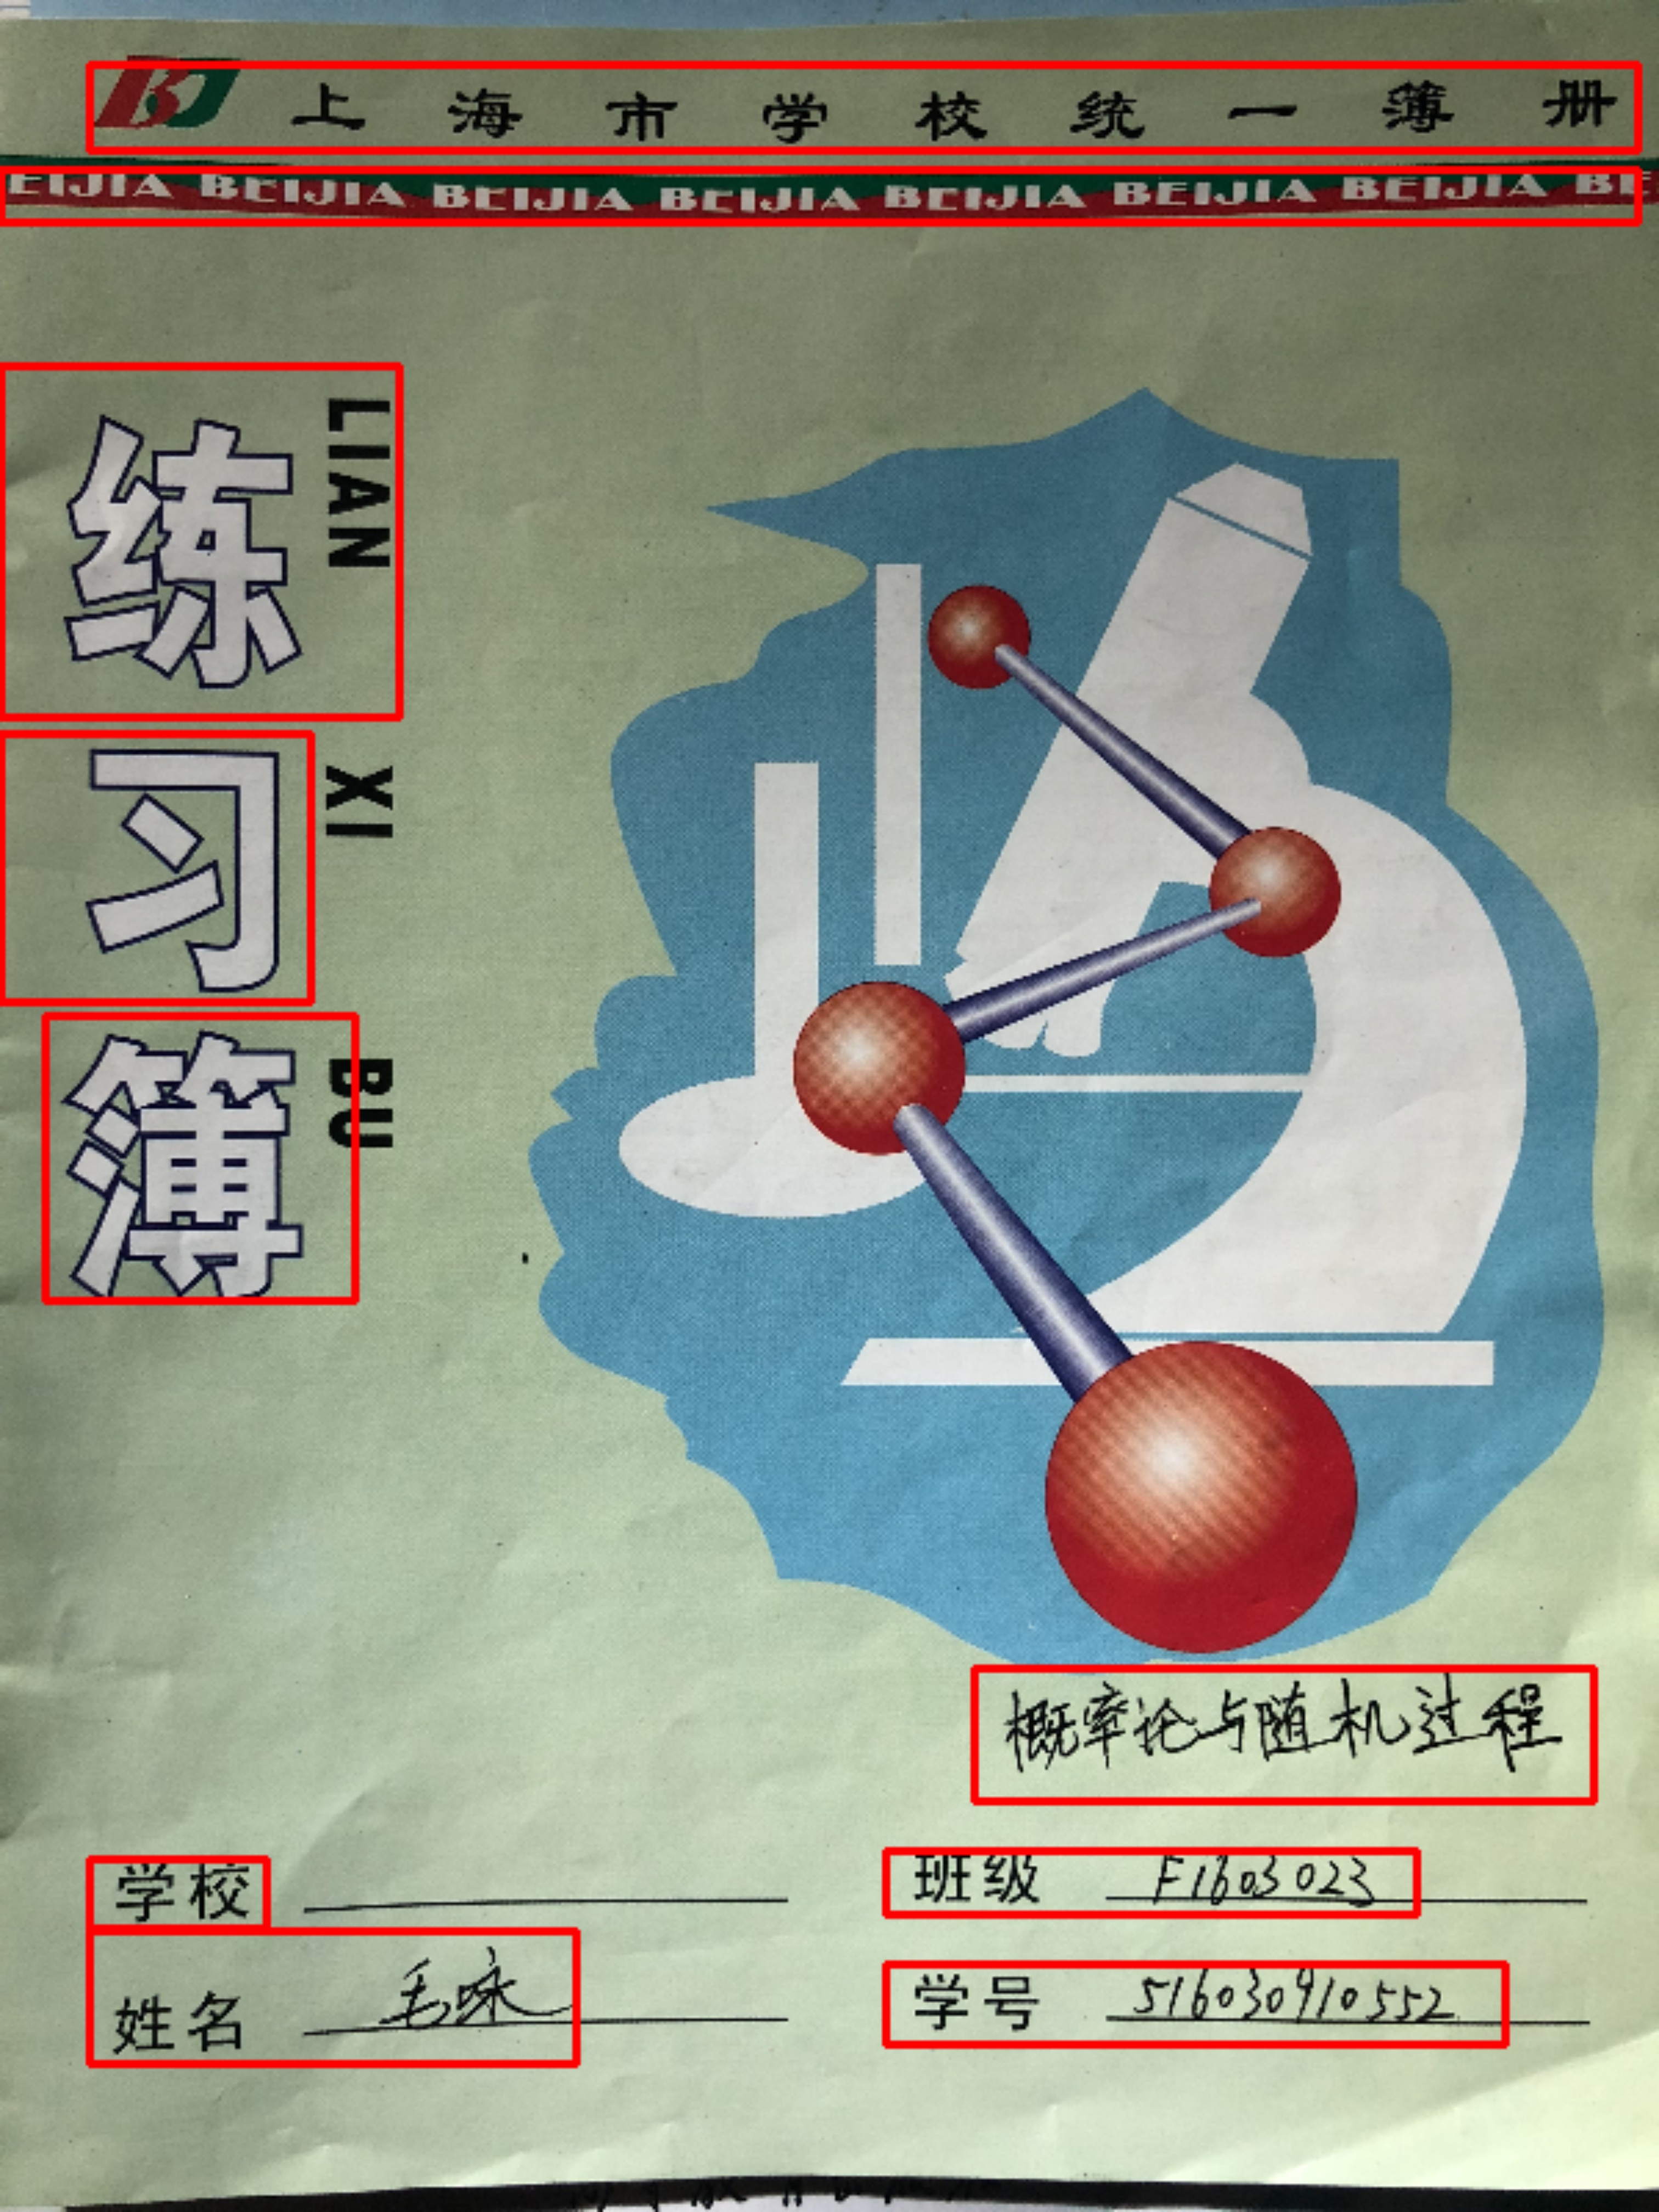 上海市学校统一簿册
EIJIA BEIJIA BEIJIA BEIJIA BEIJIA BEIJIA BEIJIA BE
练 LIAN
习 XI
簿 BU
概率论与随机过程
学校
班级 F1603023
姓名 毛咏
学号 516030910552